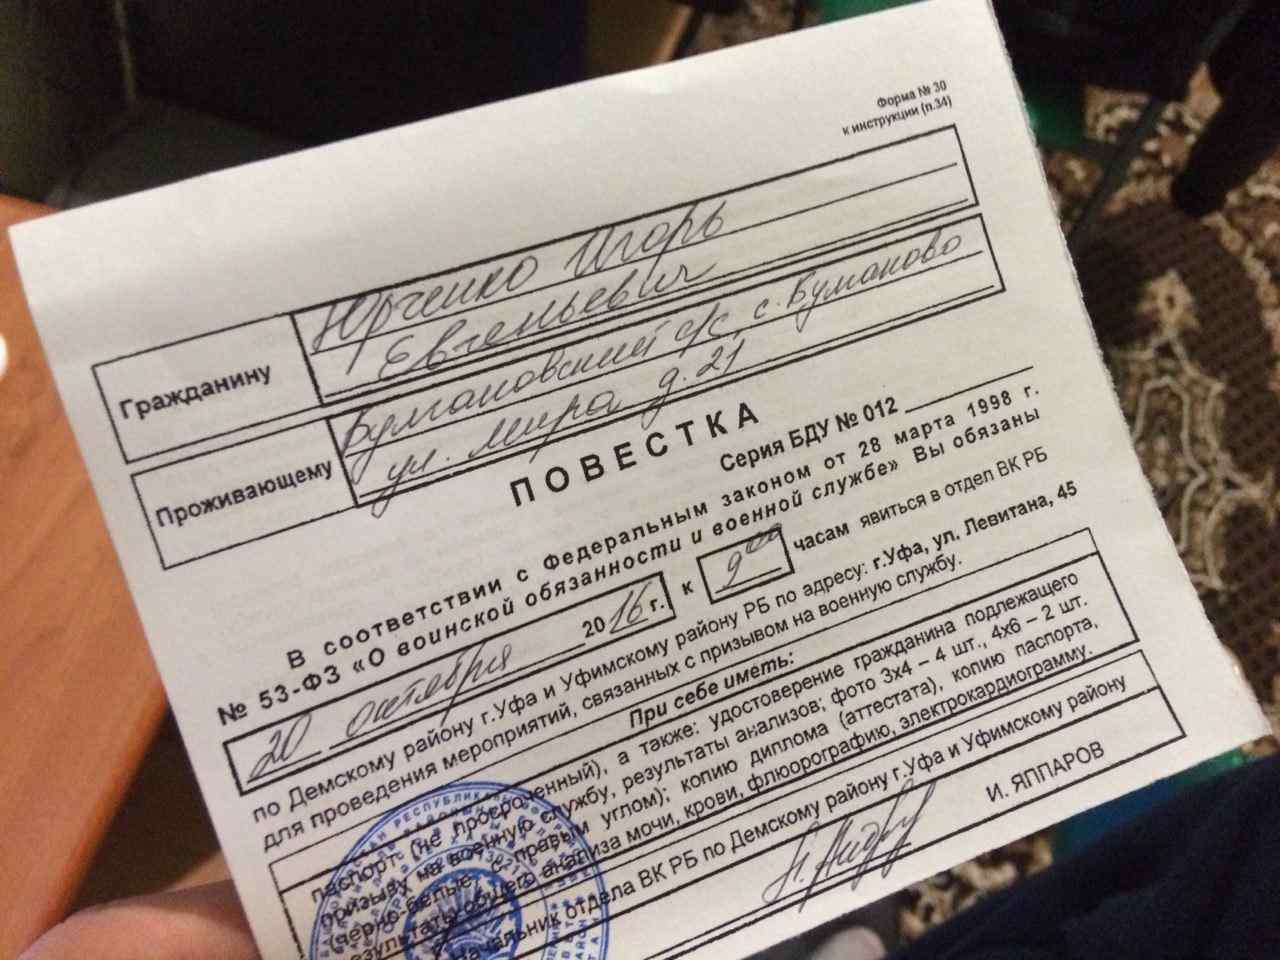 Форма № 30
к инструкции (п.34)
Гражданину
Юрченко Игорь
Евгеньевич
Проживающему
Булгаковский с/с, с. Бумаково
ул. Мира д. 21
ПОВЕСТКА
Серия БДУ № 012
В соответствии с Федеральным законом от 28 марта 1998 г.
№ 53-ФЗ «О воинской обязанности и военной службе» Вы обязаны
20 октября 2016 г. к 9 00 часам явиться в отдел ВК РБ
по Демскому району г.Уфа и Уфимскому району РБ по адресу: г.Уфа, ул. Левитана, 45
для проведения мероприятий, связанных с призывом на военную службу.
При себе иметь:
паспорт (не просроченный), а также: удостоверение гражданина подлежащего
призыву на военную службу, результаты анализов; фото 3х4 – 4 шт., 4х6 – 2 шт.
(черно-белые, с правым углом); копию диплома (аттестата), копию паспорта,
результаты общего анализа мочи, крови, флюорографию, электрокардиограмму.
Начальник отдела ВК РБ по Демскому району г.Уфа и Уфимскому району
И. ЯППАРОВ